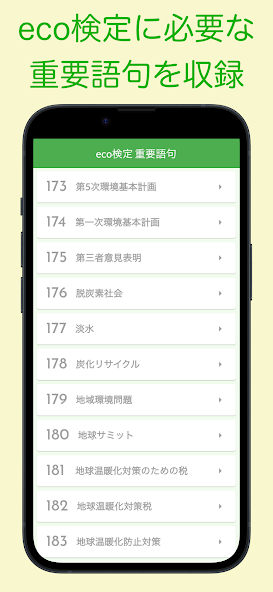 eco検定に必要な
重要語句を収録
eco検定 重要語句
173 第5次環境基本計画
174 第一次環境基本計画
175 第三者意見表明
176 脱炭素社会
177 淡水
178 炭化リサイクル
179 地域環境問題
180 地球サミット
181 地球温暖化対策のための税
182 地球温暖化対策税
183 地球温暖化防止対策